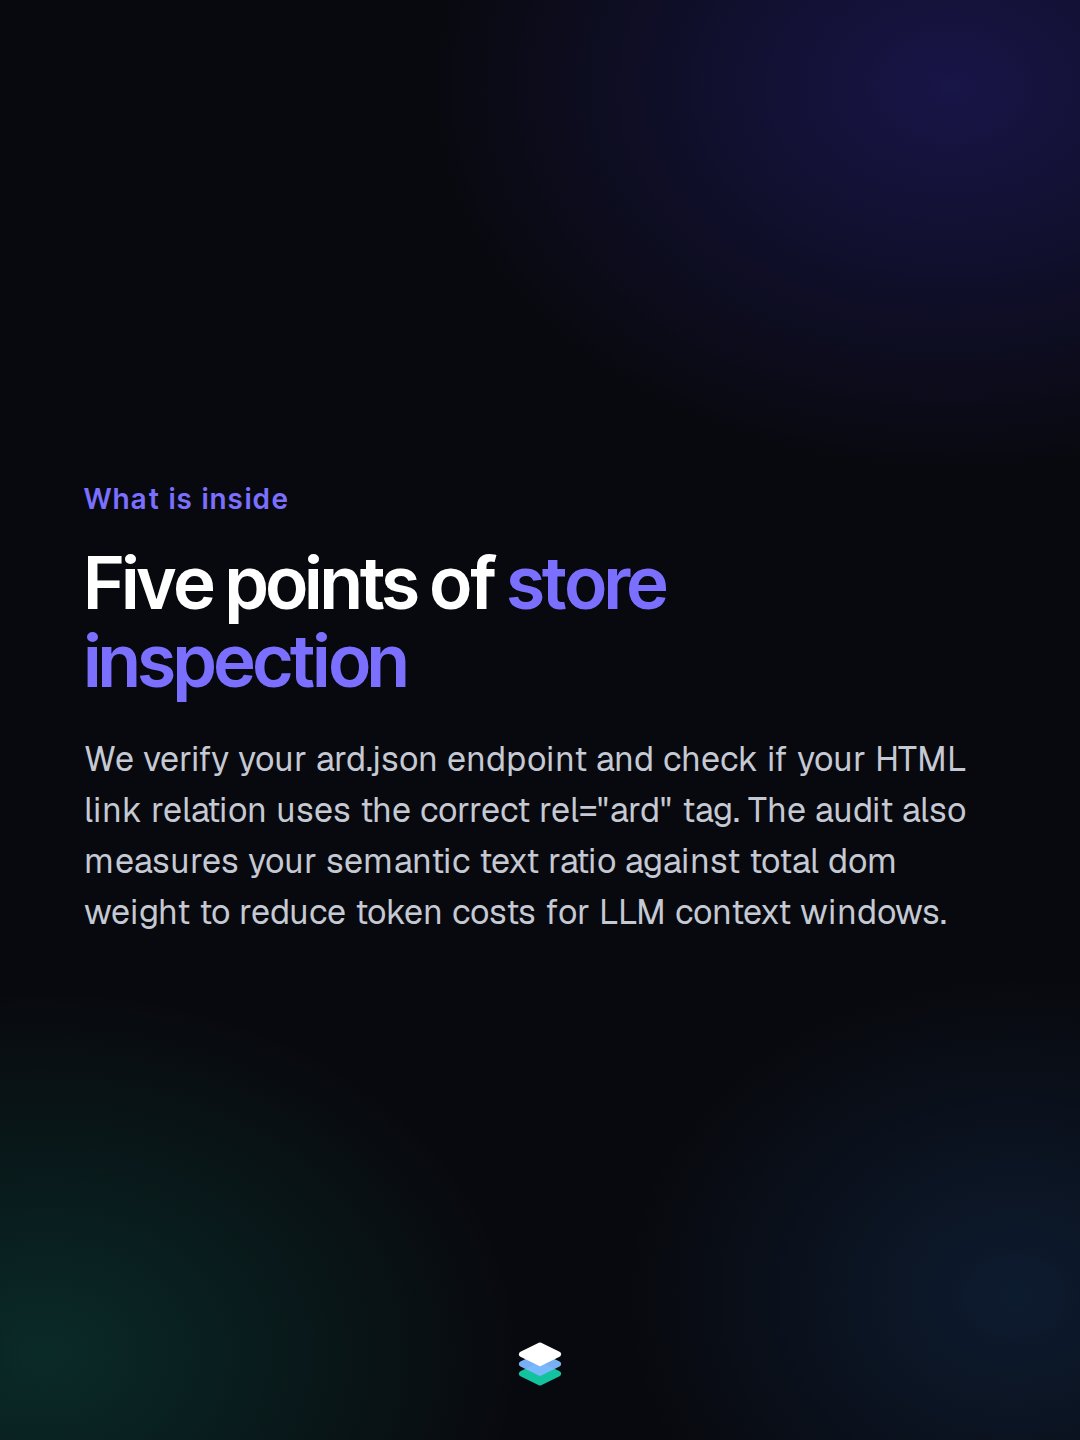 What is inside
Five points of store
inspection
We verify your ard.json endpoint and check if your HTML
link relation uses the correct rel="ard" tag. The audit also
measures your semantic text ratio against total dom
weight to reduce token costs for LLM context windows.